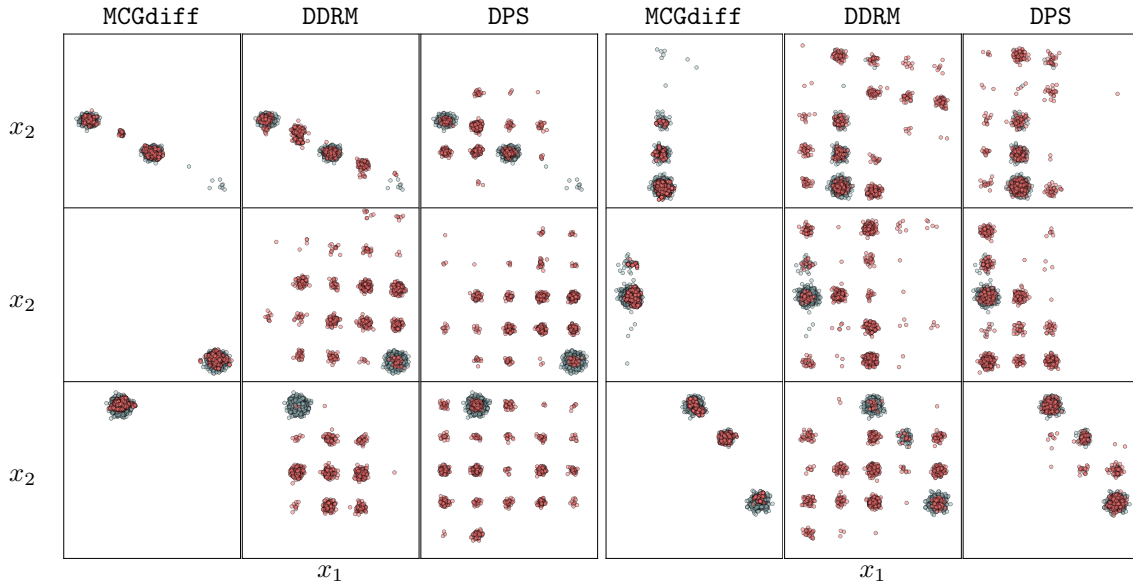 MCGdiff DDRM DPS MCGdiff DDRM DPS
x₂
x₂
x₂
x₁ x₁